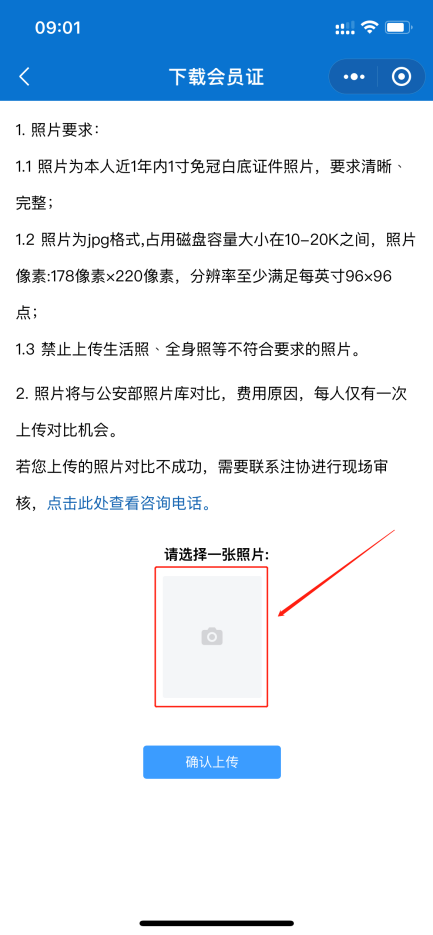 09:01
下载会员证
1. 照片要求：
1.1 照片为本人近1年内1寸免冠白底证件照片，要求清晰、
完整；
1.2 照片为jpg格式,占用磁盘容量大小在10-20K之间，照片
像素:178像素×220像素，分辨率至少满足每英寸96×96
点；
1.3 禁止上传生活照、全身照等不符合要求的照片。
2. 照片将与公安部照片库对比，费用原因，每人仅有一次
上传对比机会。
若您上传的照片对比不成功，需要联系注协进行现场审
核，点击此处查看咨询电话。
请选择一张照片:
确认上传